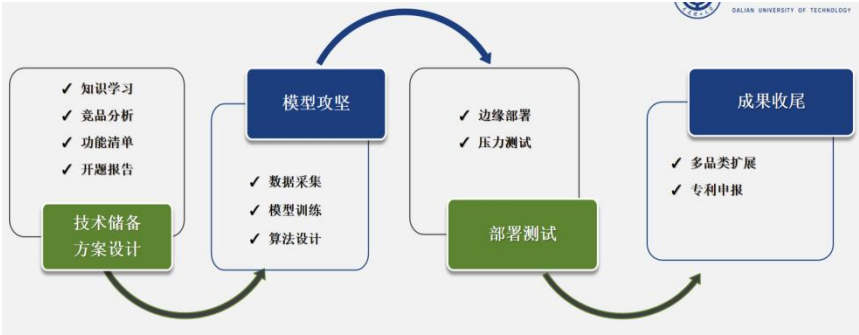 DALIAN UNIVERSITY OF TECHNOLOGY
✓ 知识学习
✓ 竞品分析
✓ 功能清单
✓ 开题报告
技术储备
方案设计
模型攻坚
✓ 数据采集
✓ 模型训练
✓ 算法设计
✓ 边缘部署
✓ 压力测试
部署测试
成果收尾
✓ 多品类扩展
✓ 专利申报